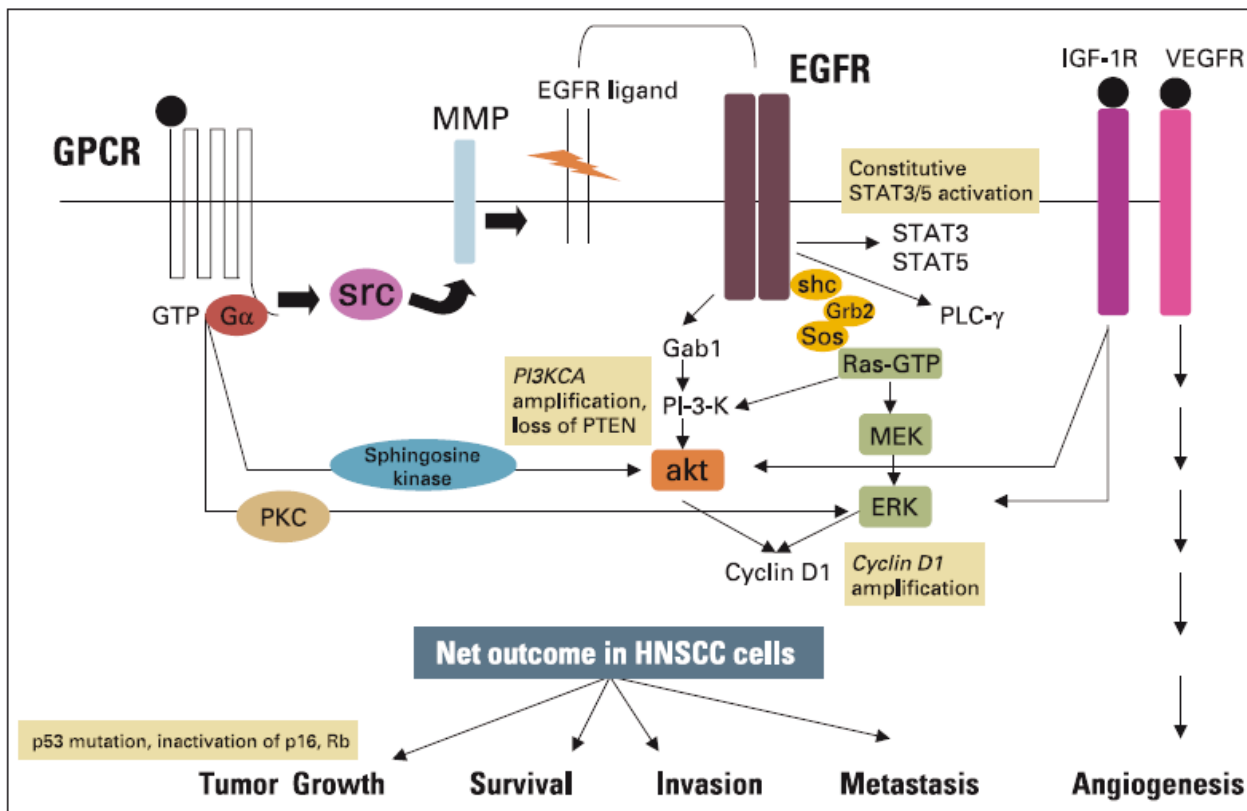 IGF-1R
VEGFR
EGFR
EGFR ligand
MMP
GPCR
Constitutive
STAT3/5 activation
STAT3
STAT5
shc
Grb2
Sos
PLC-γ
GTP
Gα
src
Gab1
Ras-GTP
PI3KCA
amplification,
loss of PTEN
PI-3-K
MEK
Sphingosine
kinase
akt
ERK
PKC
Cyclin D1
Cyclin D1
amplification
Net outcome in HNSCC cells
p53 mutation, inactivation of p16, Rb
Tumor Growth
Survival
Invasion
Metastasis
Angiogenesis